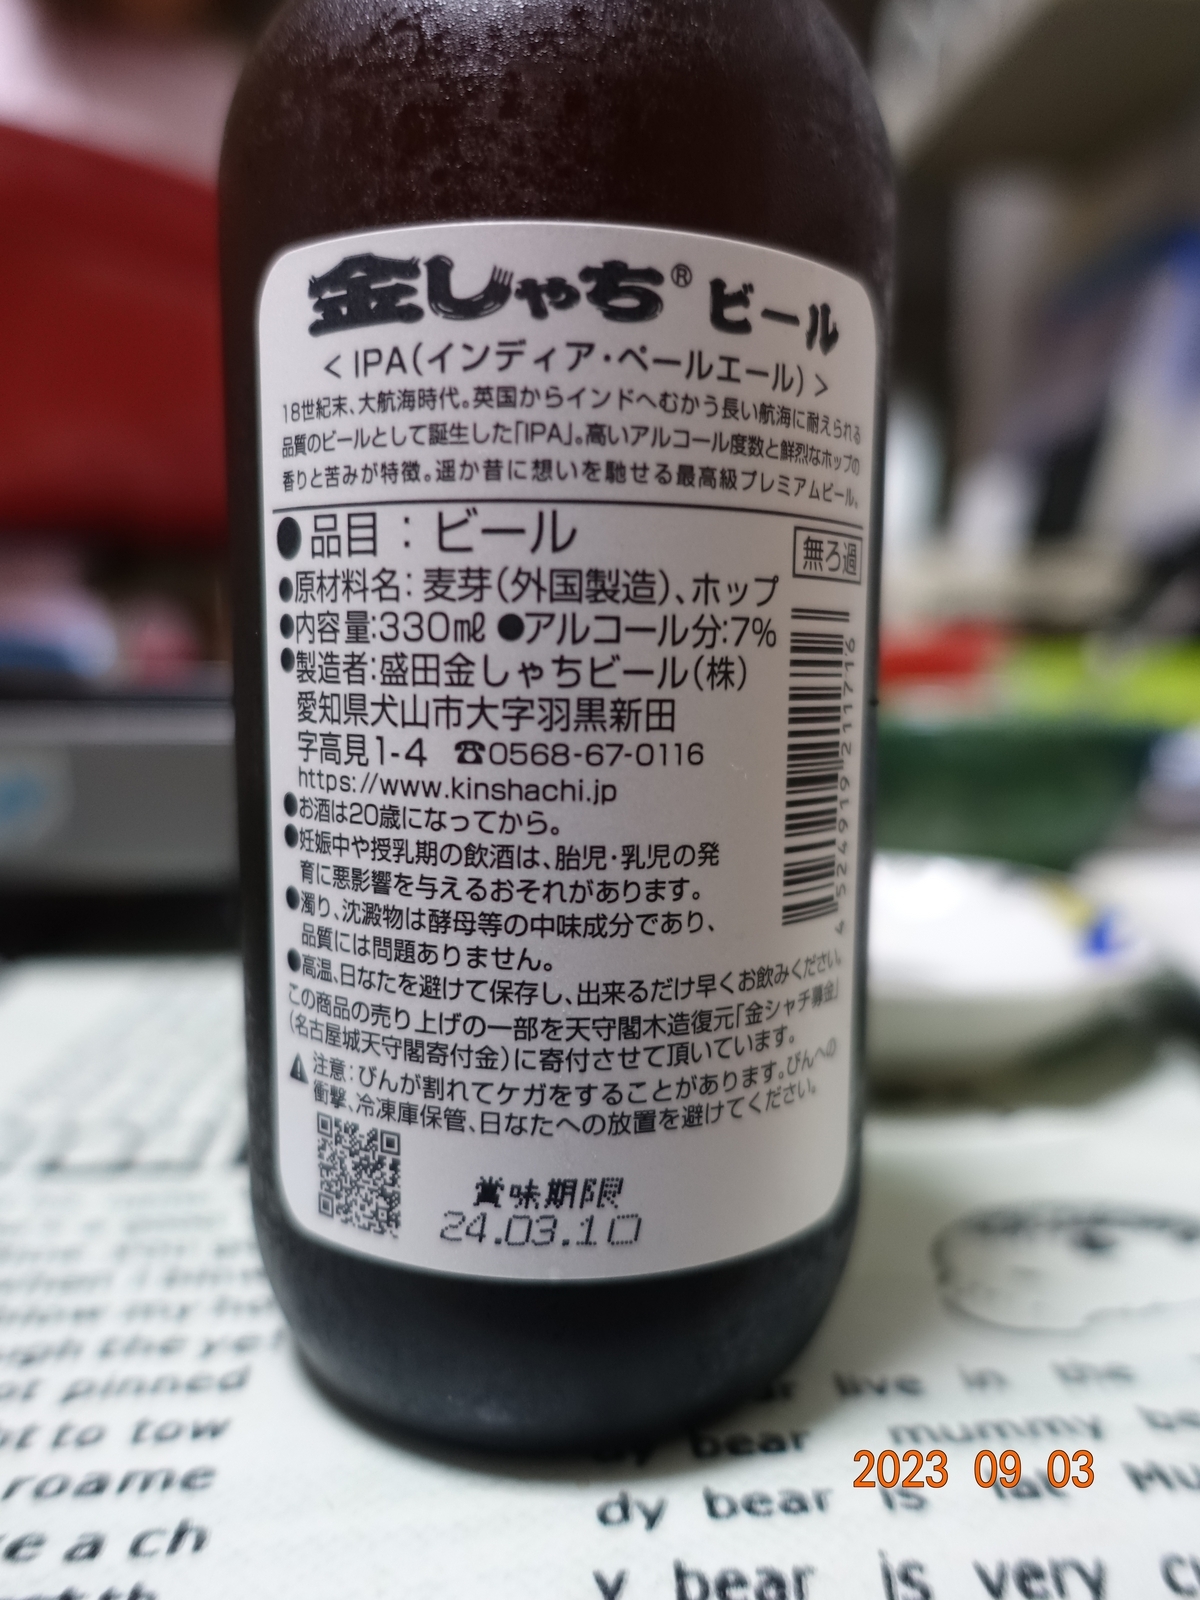 金しゃち® ビール
< IPA(インディア・ペールエール) >
18世紀末、大航海時代。英国からインドへむかう長い航海に耐えられる
品質のビールとして誕生した「IPA」。高いアルコール度数と鮮烈なホップの
香りと苦みが特徴。遥か昔に想いを馳せる最高級プレミアムビール。
●品目：ビール
無ろ過
●原材料名：麦芽(外国製造)、ホップ
●内容量:330㎖ ●アルコール分:7%
●製造者:盛田金しゃちビール(株)
愛知県犬山市大字羽黒新田
字高見1-4 ☎0568-67-0116
https://www.kinshachi.jp
●お酒は20歳になってから。
●妊娠中や授乳期の飲酒は、胎児・乳児の発
育に悪影響を与えるおそれがあります。
●濁り、沈澱物は酵母等の中味成分であり、
品質には問題ありません。
●高温、日なたを避けて保存し、出来るだけ早くお飲みください。
この商品の売り上げの一部を天守閣木造復元「金シャチ募金」
(名古屋城天守閣寄付金)に寄付させて頂いています。
⚠注意：びんが割れてケガをすることがあります。びんへの
衝撃、冷凍庫保管、日なたへの放置を避けてください。
賞味期限
24.03.10
4 524619 211716
ot pinned
to tow
roame
a ch
live in the
bear mummy
dy bear is
y bear is very
2023 09 03